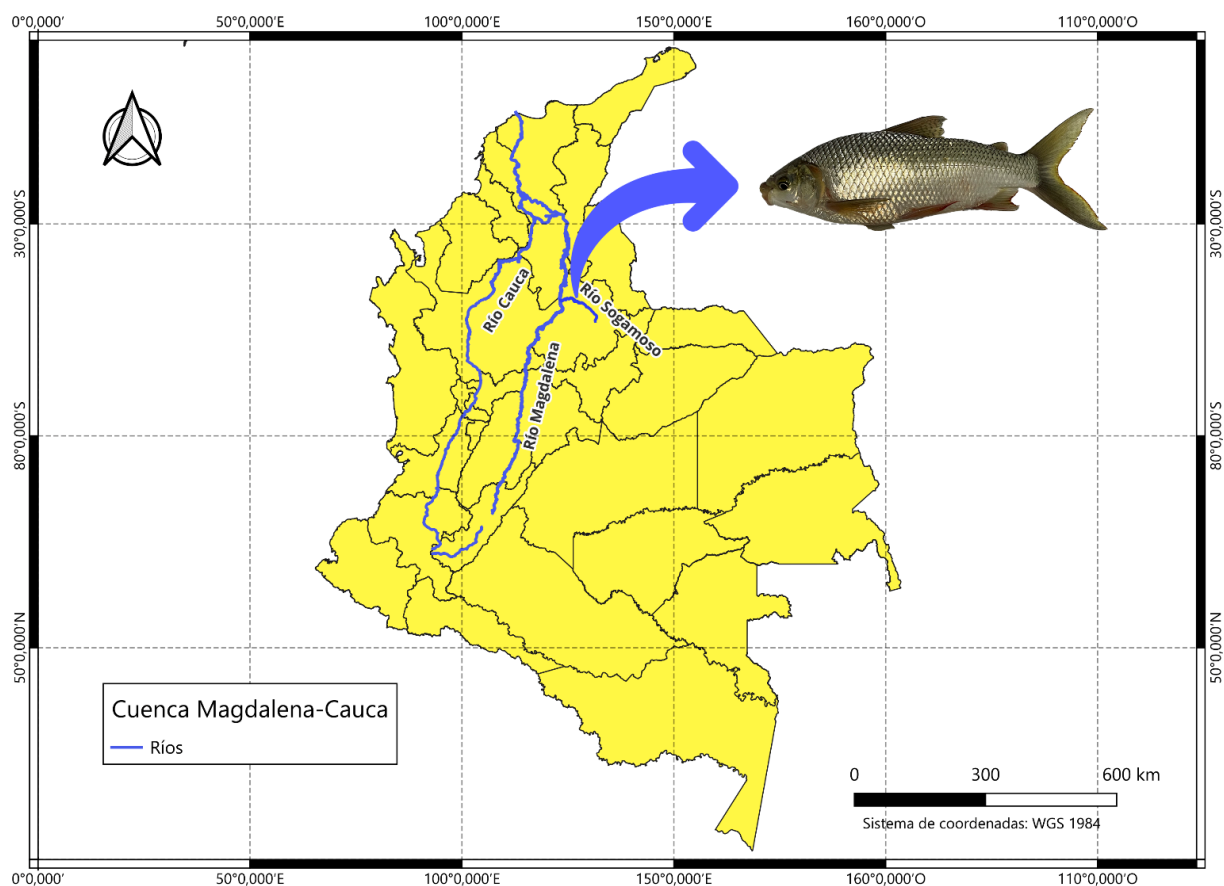 0°0,000′ 50°0,000′E 100°0,000′E 150°0,000′E 160°0,000′O 110°0,000′O
30°0,000′S 30°0,000′S
Río Cauca
Río Sogamoso
Río Magdalena
80°0,000′S 80°0,000′S
50°0,000′N 50°0,000′N
Cuenca Magdalena-Cauca
Ríos
0 300 600 km
Sistema de coordenadas: WGS 1984
0°0,000′ 50°0,000′E 100°0,000′E 150°0,000′E 160°0,000′O 110°0,000′O